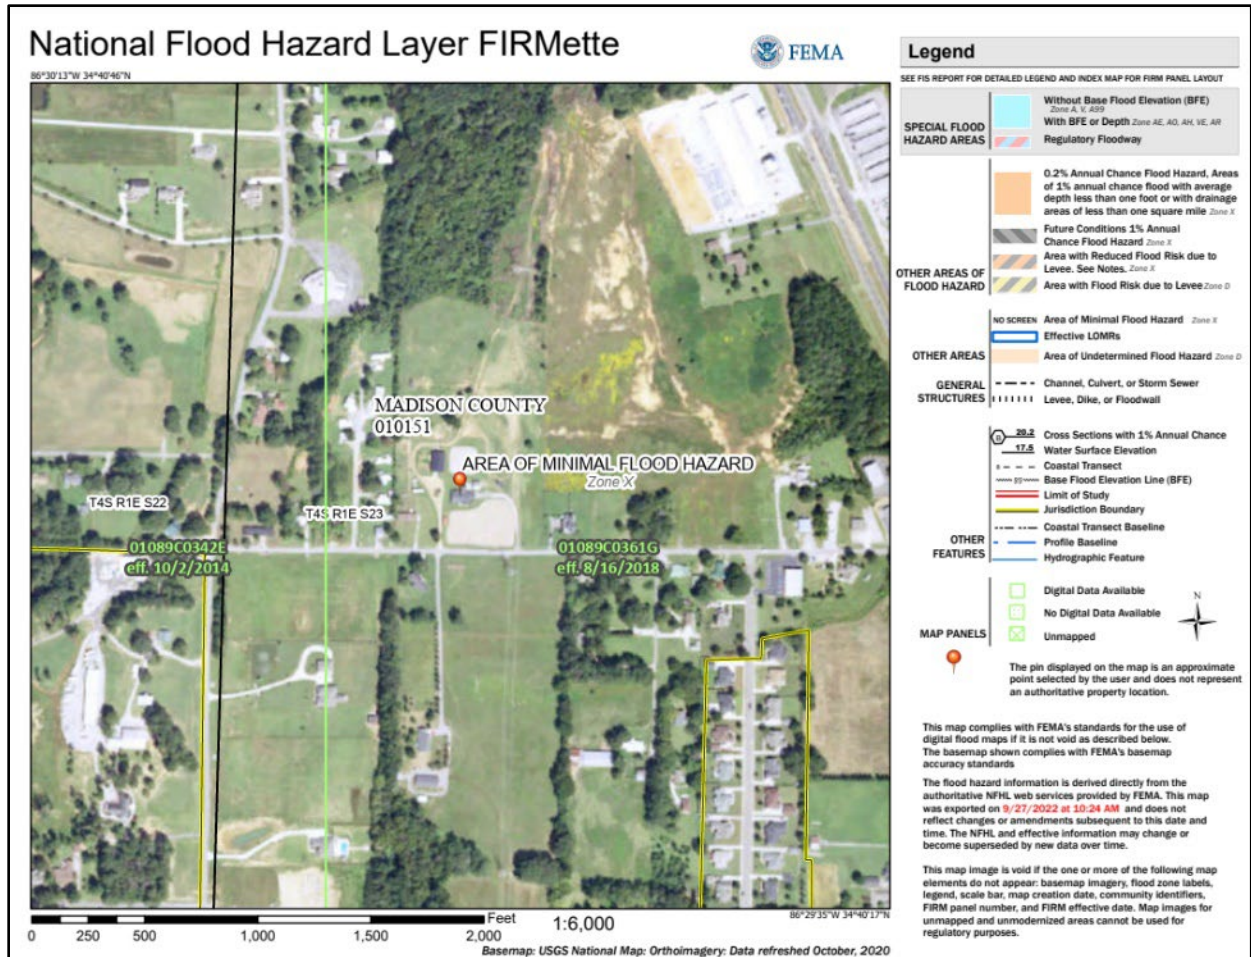 National Flood Hazard Layer FIRMette
FEMA
86°30'13"W 34°40'46"N
MADISON COUNTY
010151
AREA OF MINIMAL FLOOD HAZARD
Zone X
T4S R1E S22
T4S R1E S23
01089C0342E
eff. 10/2/2014
01089C0361G
eff. 8/16/2018
86°29'35"W 34°40'17"N
0 250 500 1,000 1,500 2,000
Feet
1:6,000
Basemap: USGS National Map: Orthoimagery: Data refreshed October, 2020
Legend
SEE FIS REPORT FOR DETAILED LEGEND AND INDEX MAP FOR FIRM PANEL LAYOUT
SPECIAL FLOOD
HAZARD AREAS
Without Base Flood Elevation (BFE)
Zone A, V, A99
With BFE or Depth Zone AE, AO, AH, VE, AR
Regulatory Floodway
0.2% Annual Chance Flood Hazard, Areas
of 1% annual chance flood with average
depth less than one foot or with drainage
areas of less than one square mile Zone X
Future Conditions 1% Annual
Chance Flood Hazard Zone X
Area with Reduced Flood Risk due to
Levee. See Notes. Zone X
Area with Flood Risk due to Levee Zone D
OTHER AREAS OF
FLOOD HAZARD
NO SCREEN Area of Minimal Flood Hazard Zone X
Effective LOMRs
OTHER AREAS
Area of Undetermined Flood Hazard Zone D
GENERAL
STRUCTURES
Channel, Culvert, or Storm Sewer
Levee, Dike, or Floodwall
B 20.2 Cross Sections with 1% Annual Chance
17.5 Water Surface Elevation
8 Coastal Transect
Base Flood Elevation Line (BFE)
Limit of Study
Jurisdiction Boundary
Coastal Transect Baseline
OTHER
FEATURES
Profile Baseline
Hydrographic Feature
Digital Data Available
No Digital Data Available
Unmapped
MAP PANELS
N
The pin displayed on the map is an approximate
point selected by the user and does not represent
an authoritative property location.
This map complies with FEMA's standards for the use of
digital flood maps if it is not void as described below.
The basemap shown complies with FEMA's basemap
accuracy standards
The flood hazard information is derived directly from the
authoritative NFHL web services provided by FEMA. This map
was exported on 9/27/2022 at 10:24 AM and does not
reflect changes or amendments subsequent to this date and
time. The NFHL and effective information may change or
become superseded by new data over time.
This map image is void if the one or more of the following map
elements do not appear: basemap imagery, flood zone labels,
legend, scale bar, map creation date, community identifiers,
FIRM panel number, and FIRM effective date. Map images for
unmapped and unmodernized areas cannot be used for
regulatory purposes.